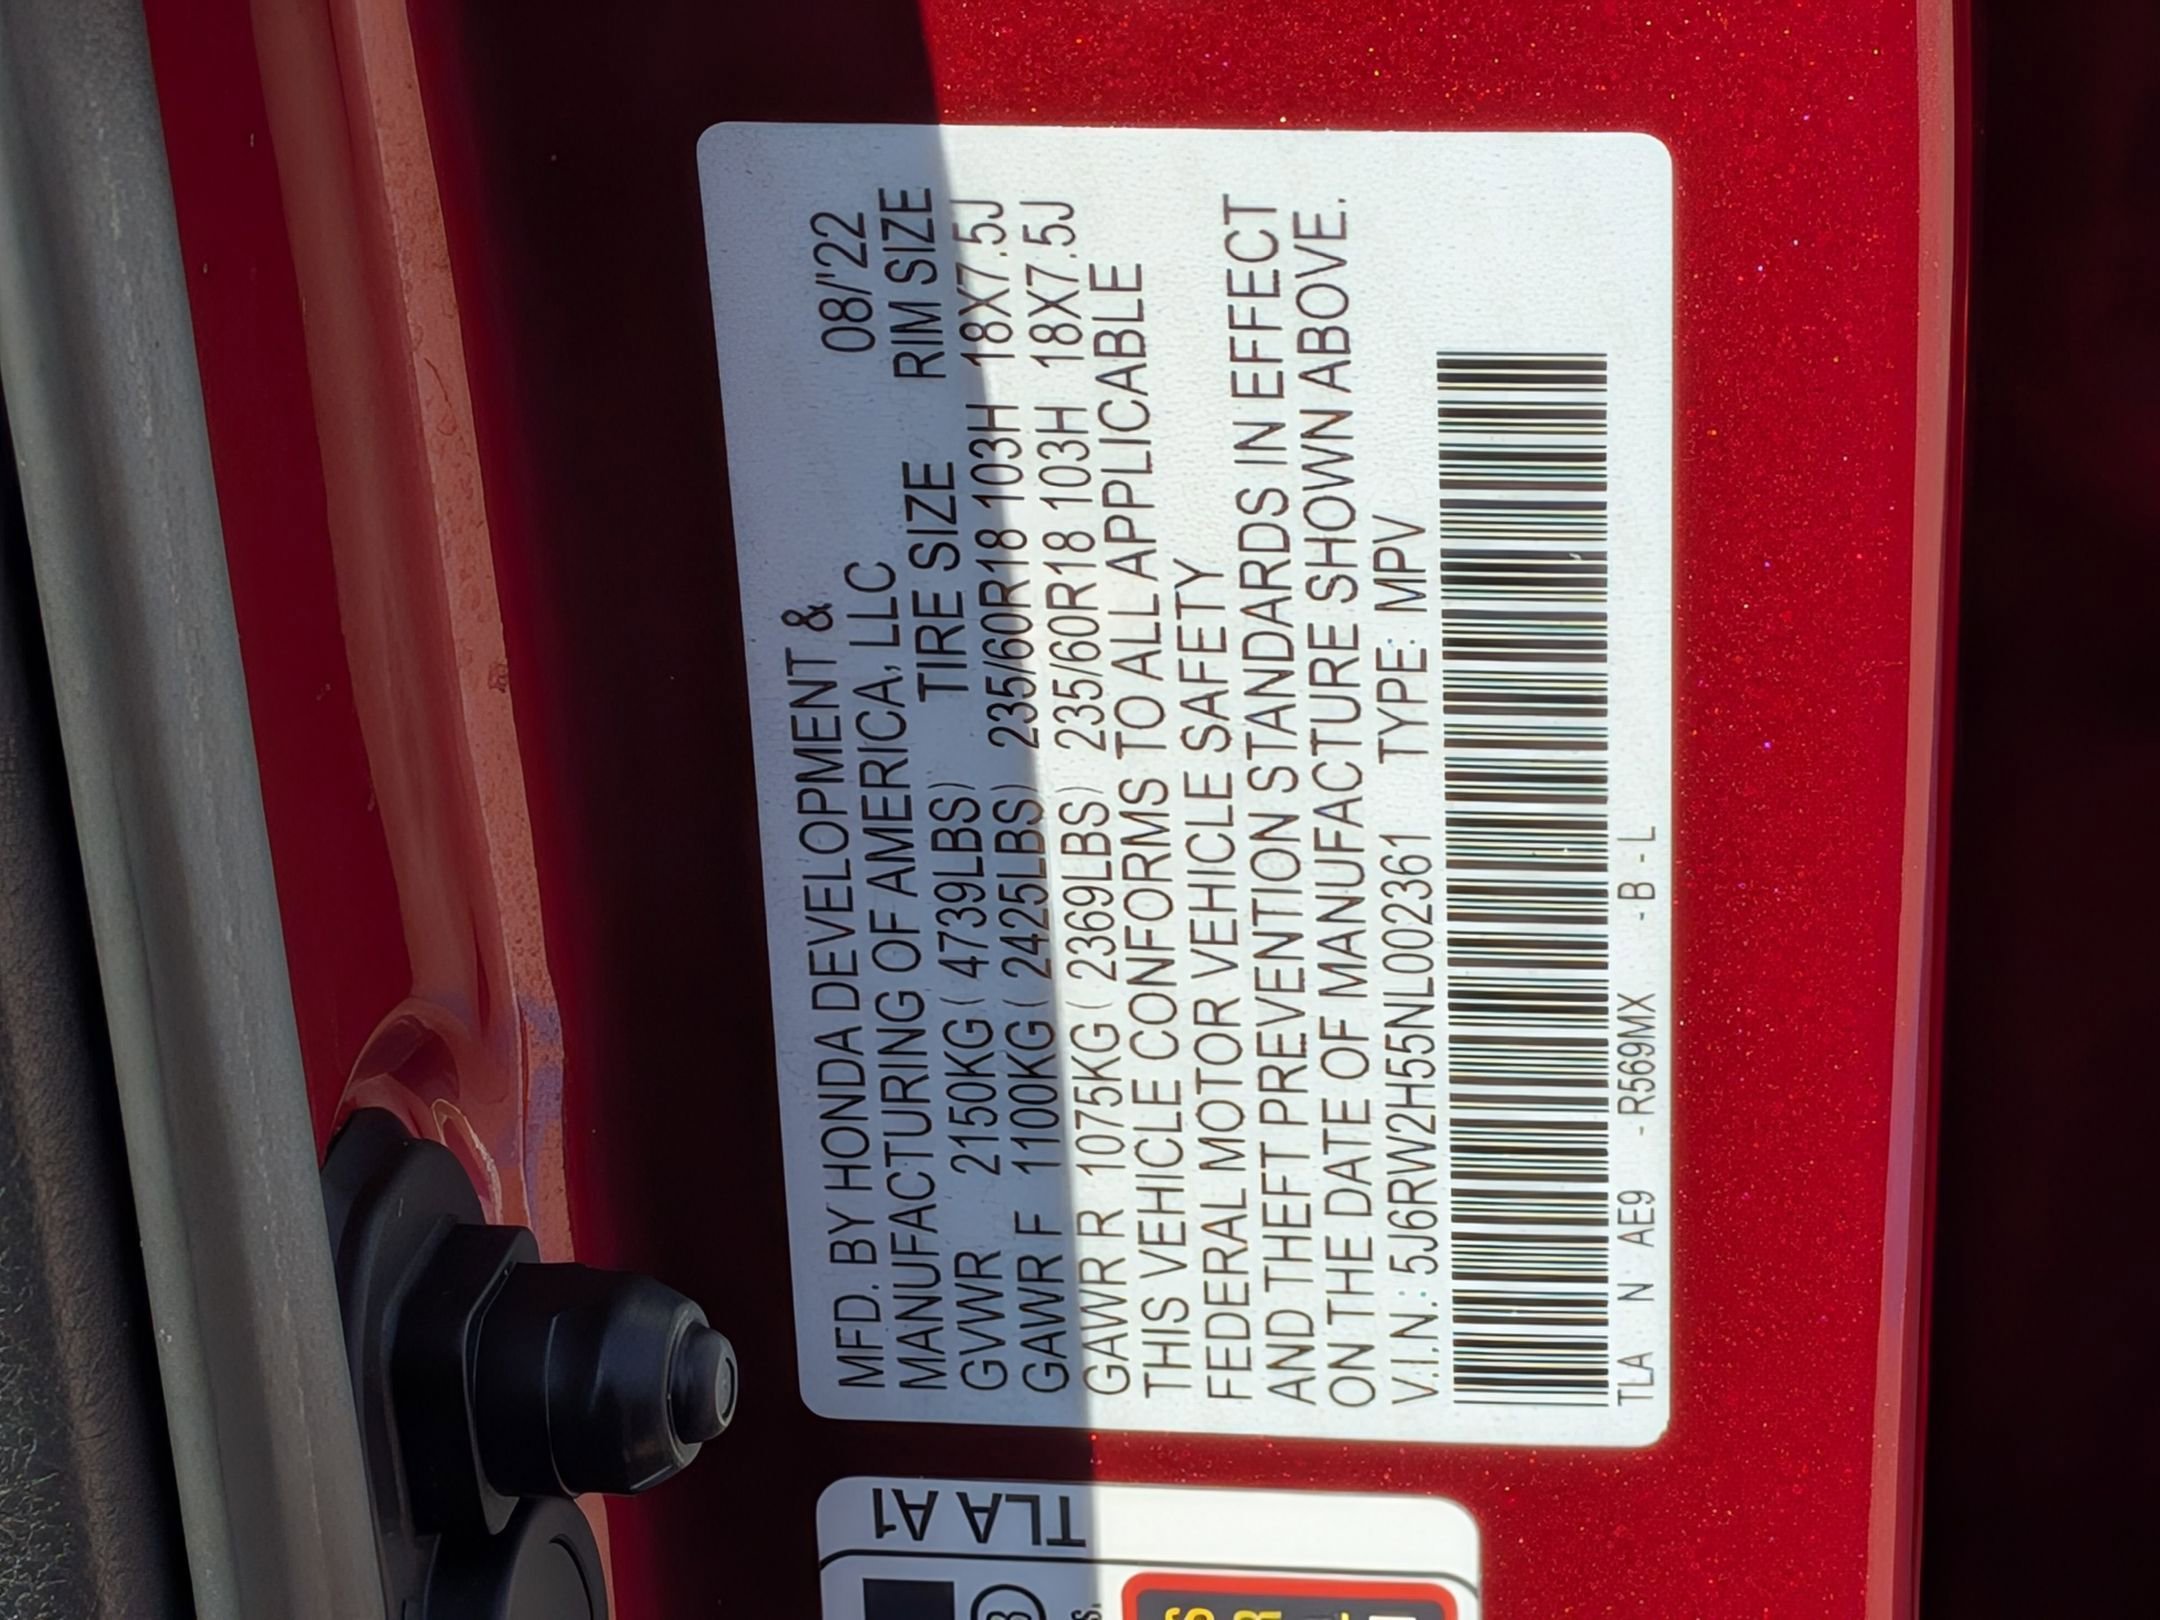 MFD. BY HONDA DEVELOPMENT & 08/'22
MANUFACTURING OF AMERICA, LLC RIM SIZE
TIRE SIZE
GVWR 2150KG ( 4739LBS)
GAWR F 1100KG ( 2425LBS) 235/60R18 103H 18X7.5J
GAWR R 1075KG ( 2369LBS) 235/60R18 103H 18X7.5J
THIS VEHICLE CONFORMS TO ALL APPLICABLE
FEDERAL MOTOR VEHICLE SAFETY
AND THEFT PREVENTION STANDARDS IN EFFECT
ON THE DATE OF MANUFACTURE SHOWN ABOVE.
V.I.N.: 5J6RW2H55NL002361 TYPE: MPV
TLA N AE9 -R569MX -B-L
TLA A1